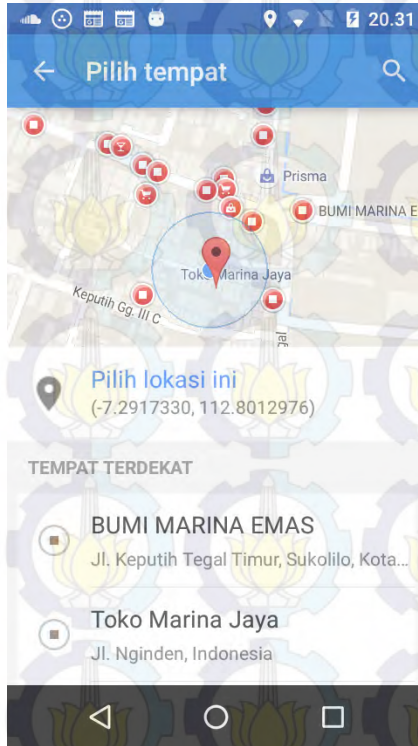 20.31
Pilih tempat
Prisma
BUMI MARINA E
Toko Marina Jaya
Keputih Gg. III C
Pilih lokasi ini
(-7.2917330, 112.8012976)
TEMPAT TERDEKAT
BUMI MARINA EMAS
Jl. Keputih Tegal Timur, Sukolilo, Kota...
Toko Marina Jaya
Jl. Nginden, Indonesia